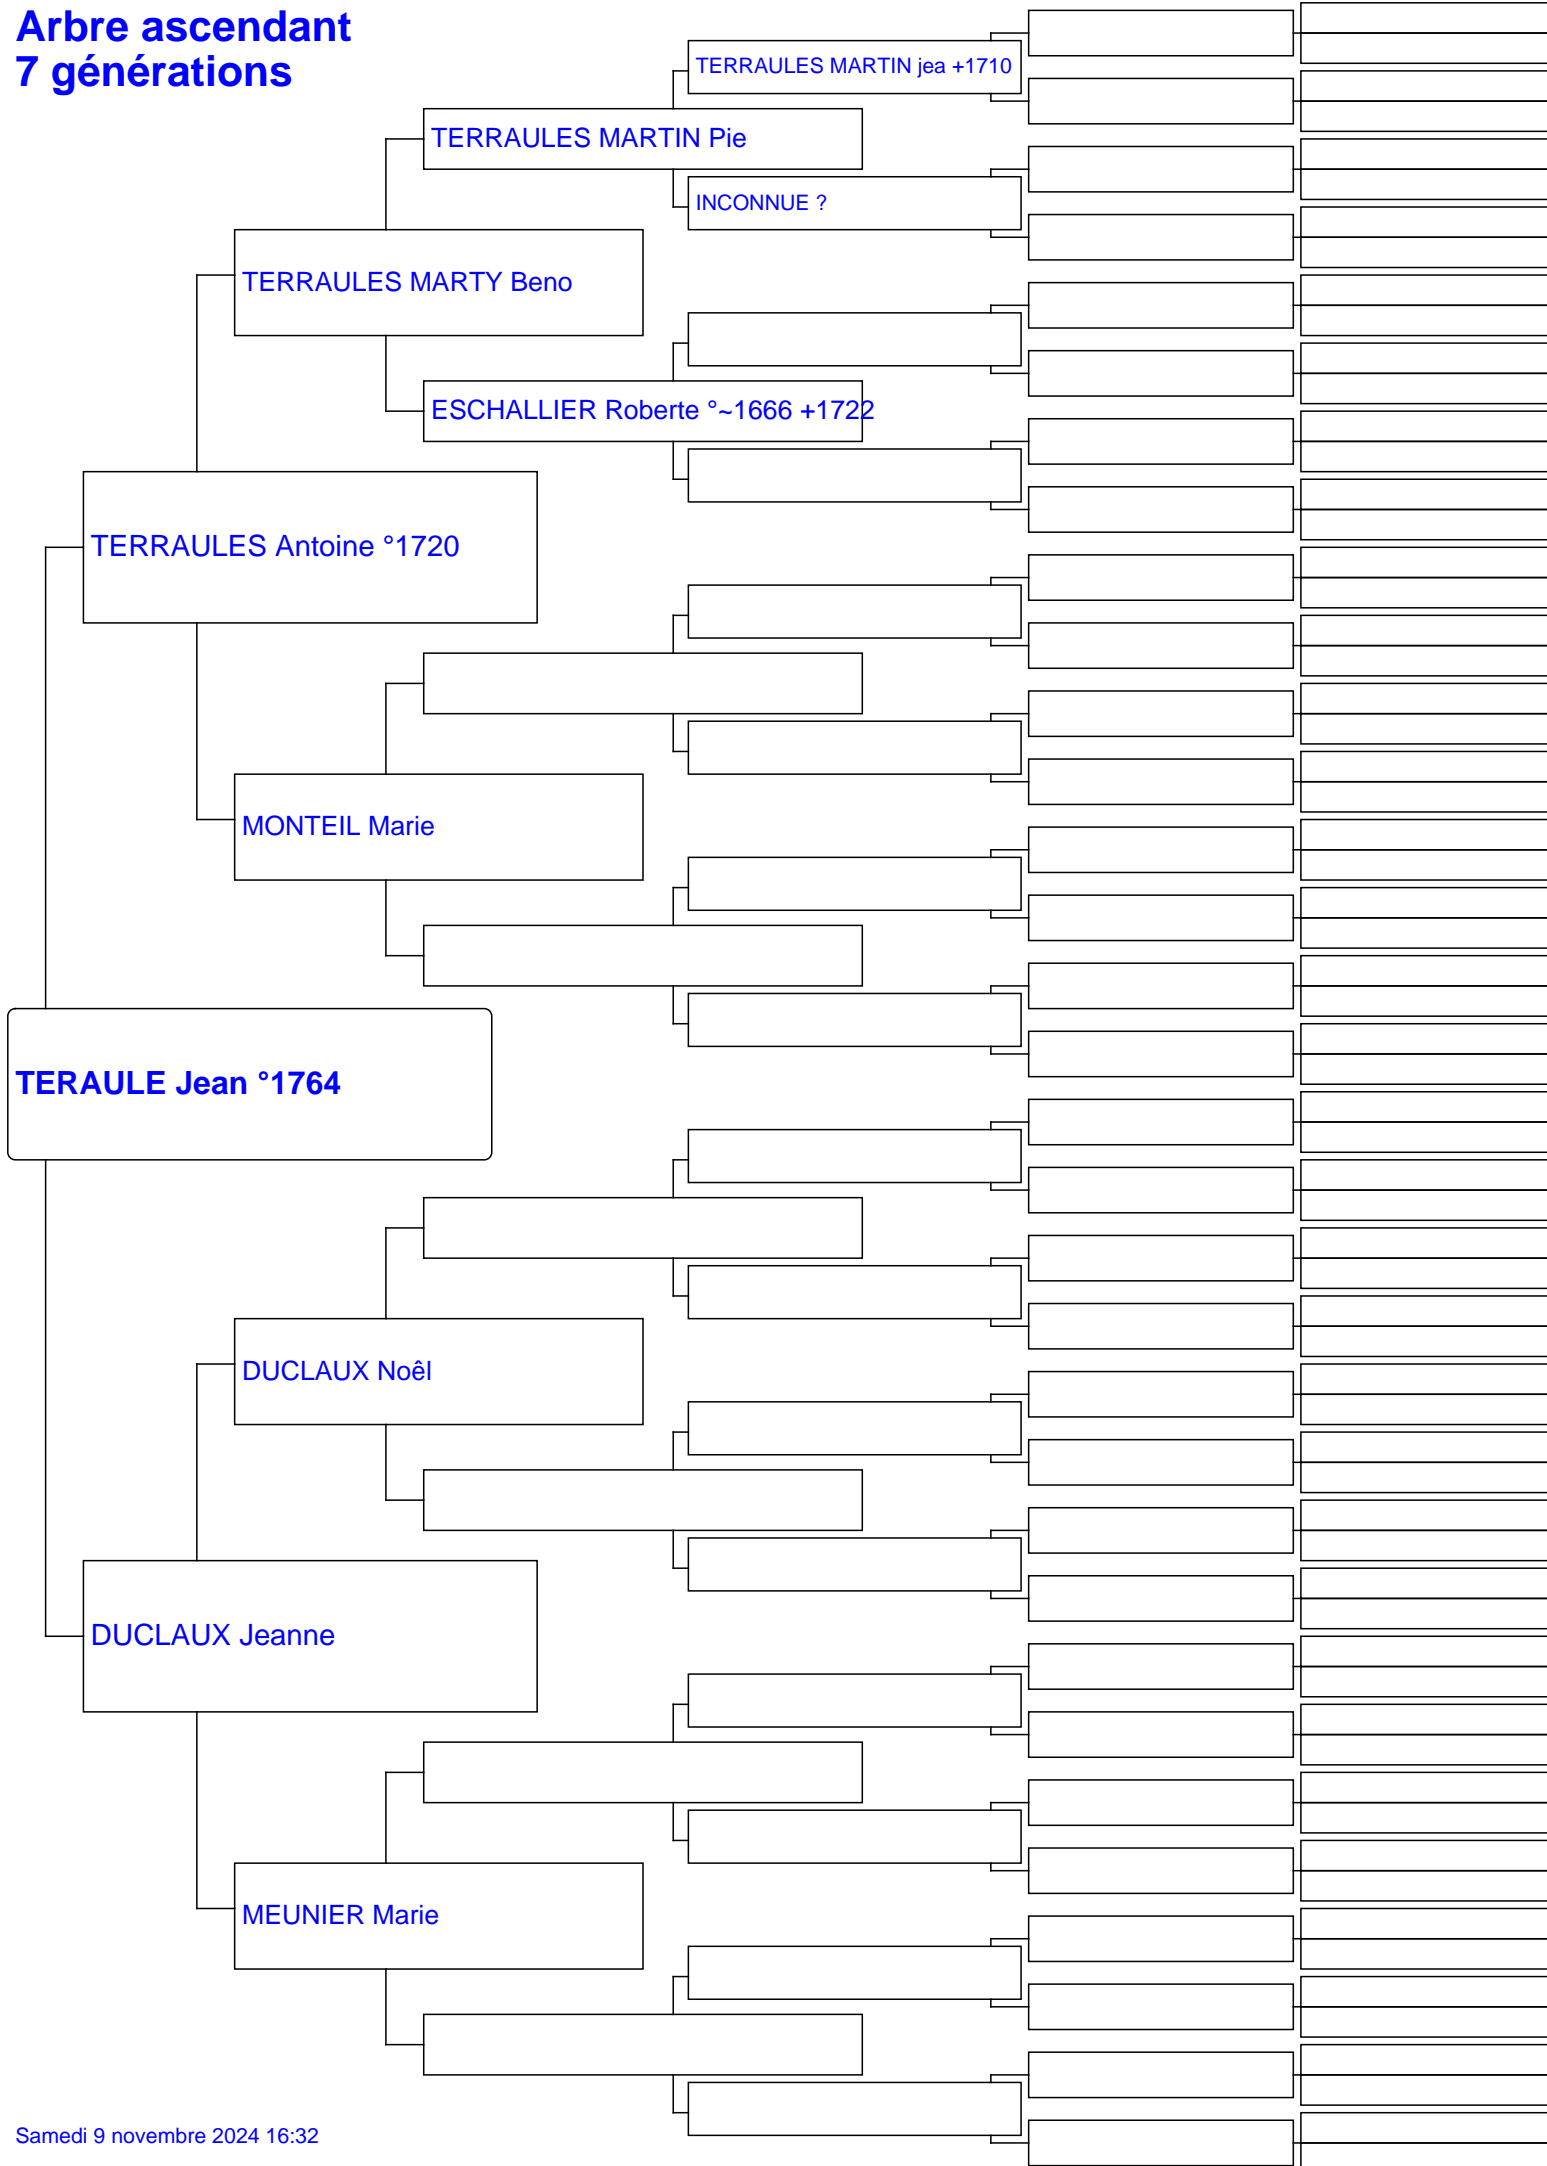 Arbre ascendant
7 générations
TERRAULES MARTIN jea +1710
TERRAULES MARTIN Pie
INCONNUE ?
TERRAULES MARTY Beno
ESCHALLIER Roberte °~1666 +1722
TERRAULES Antoine °1720
MONTEIL Marie
TERAULE Jean °1764
DUCLAUX Noêl
DUCLAUX Jeanne
MEUNIER Marie
Samedi 9 novembre 2024 16:32